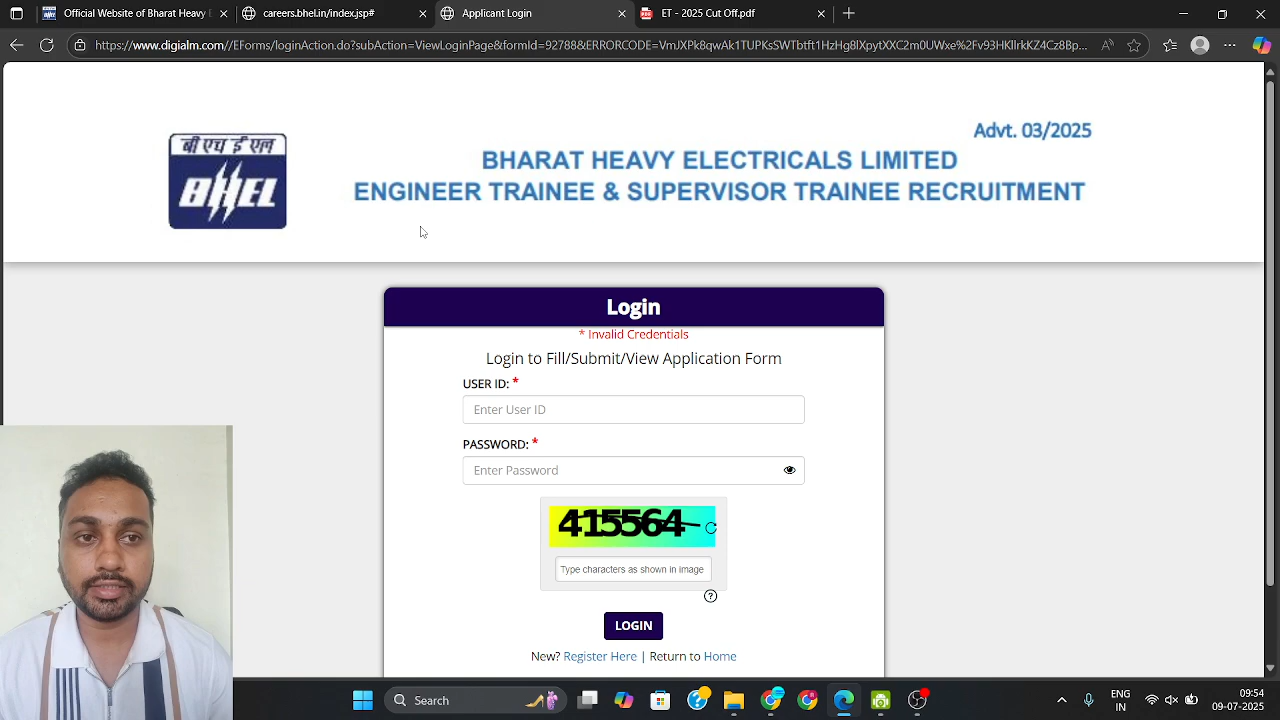 Official Website of Bharat Heavy
careers.bhel.in/index.jsp#
Applicant Login
PDF
ET - 2025 Cut Off.pdf
https://www.digialm.com//EForms/loginAction.do?subAction=ViewLoginPage&formId=92788&ERRORCODE=
Advt. 03/2025
बी एच ई एल
BHEL
BHARAT HEAVY ELECTRICALS LIMITED
ENGINEER TRAINEE & SUPERVISOR TRAINEE RECRUITMENT
Login
* Invalid Credentials
Login to Fill/Submit/View Application Form
USER ID: *
Enter User ID
PASSWORD: *
Enter Password
415564
Type characters as shown in image
?
LOGIN
New? Register Here | Return to Home
Search
ENG
IN
09:54
09-07-2025